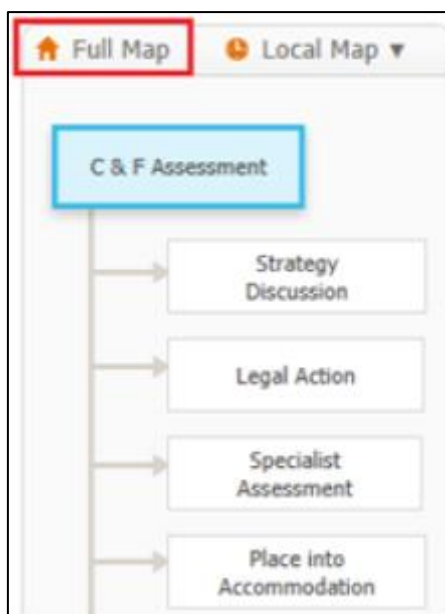 Full Map
Local Map ▼
C & F Assessment
Strategy
Discussion
Legal Action
Specialist
Assessment
Place into
Accommodation